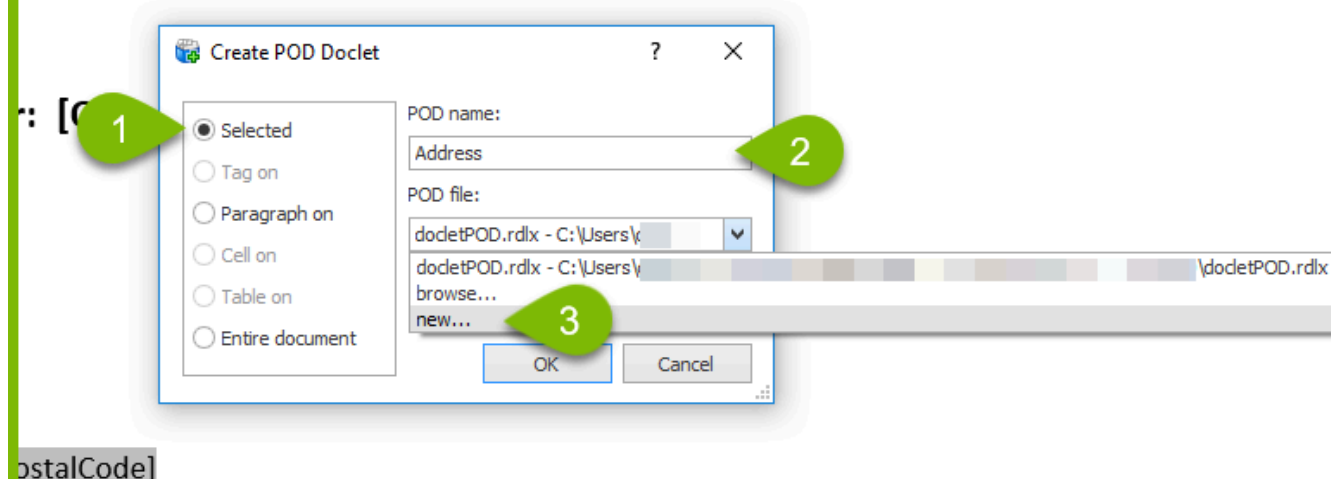 Create POD Doclet ?
r: [
1
Selected
Tag on
Paragraph on
Cell on
Table on
Entire document
POD name:
Address
2
POD file:
docletPOD.rdlx - C:\Users\
docletPOD.rdlx - C:\Users\ \docletPOD.rdlx
browse...
new...
3
OK Cancel
ostalCode]